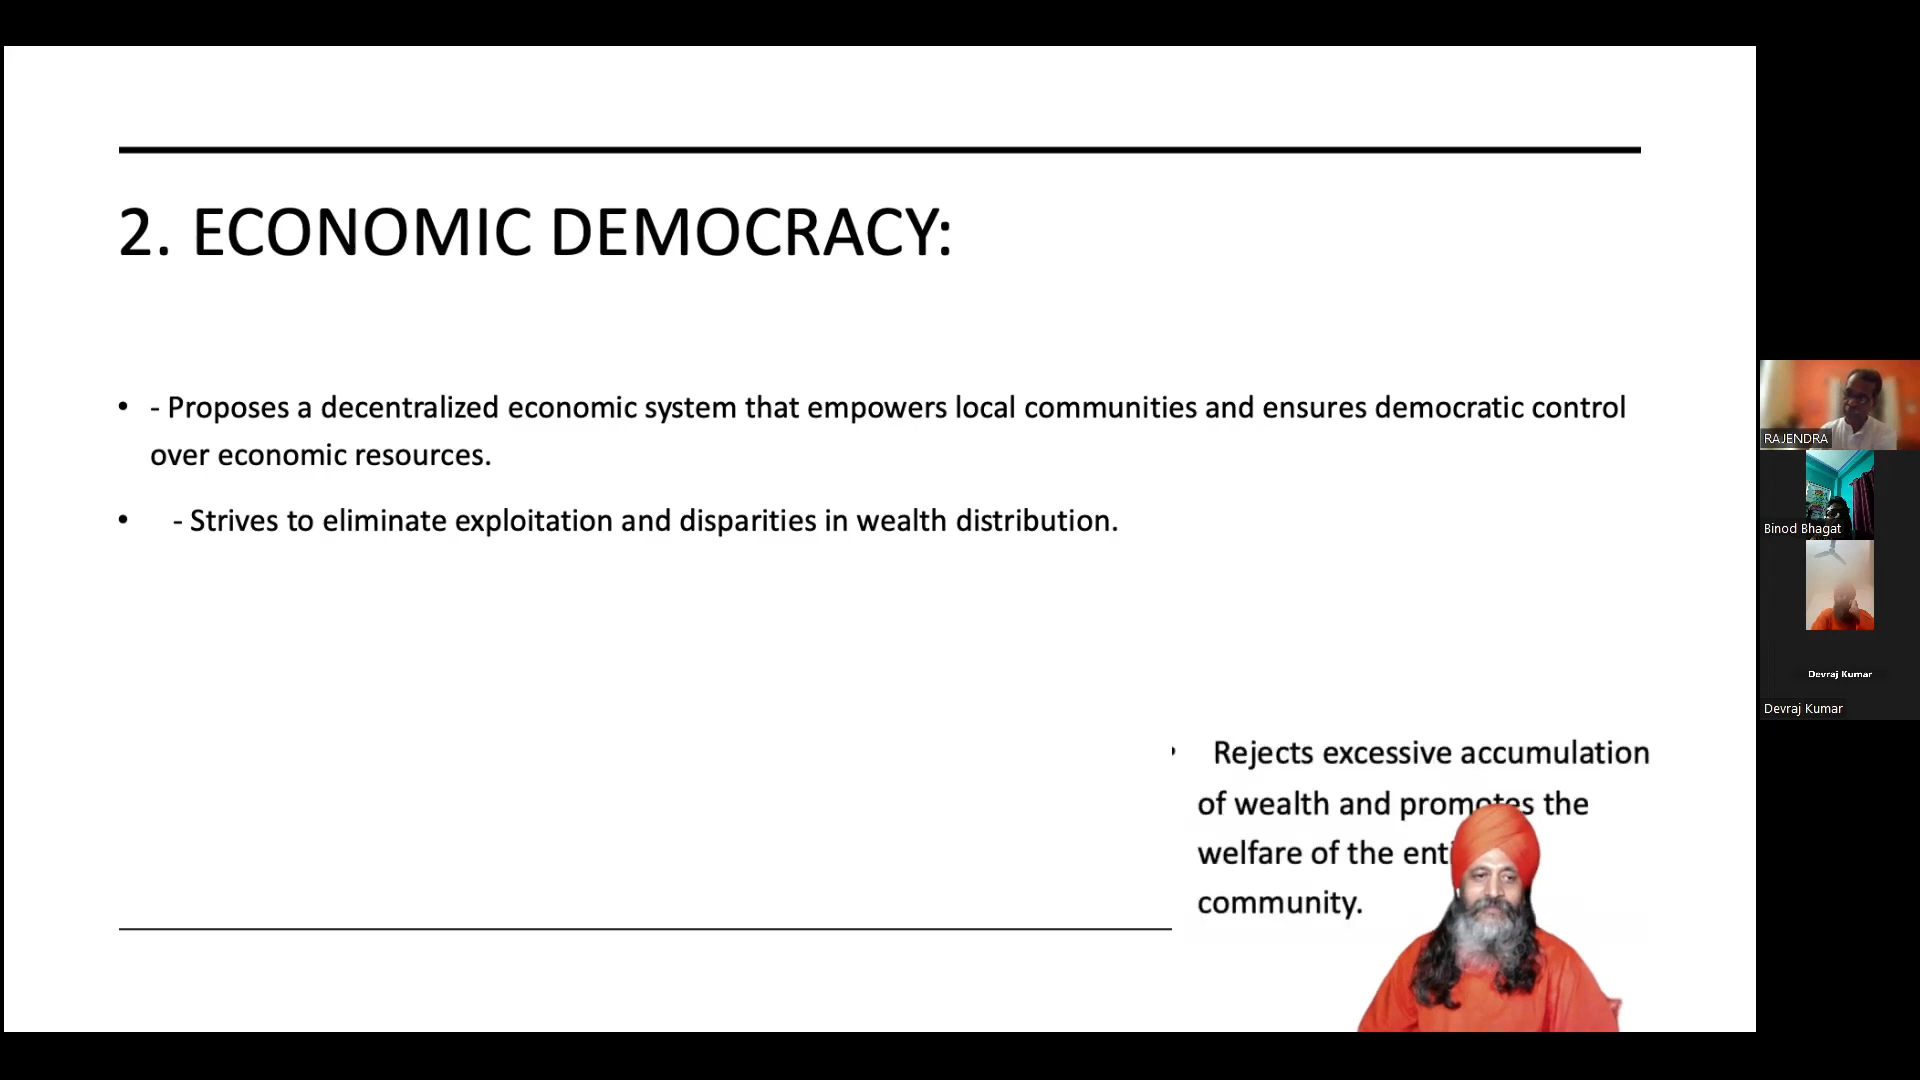 2. ECONOMIC DEMOCRACY:
• - Proposes a decentralized economic system that empowers local communities and ensures democratic control
over economic resources.
• - Strives to eliminate exploitation and disparities in wealth distribution.
• Rejects excessive accumulation
of wealth and promotes the
welfare of the
community.
RAJENDRA
Binod Bhagat
Devraj Kumar
Devraj Kumar